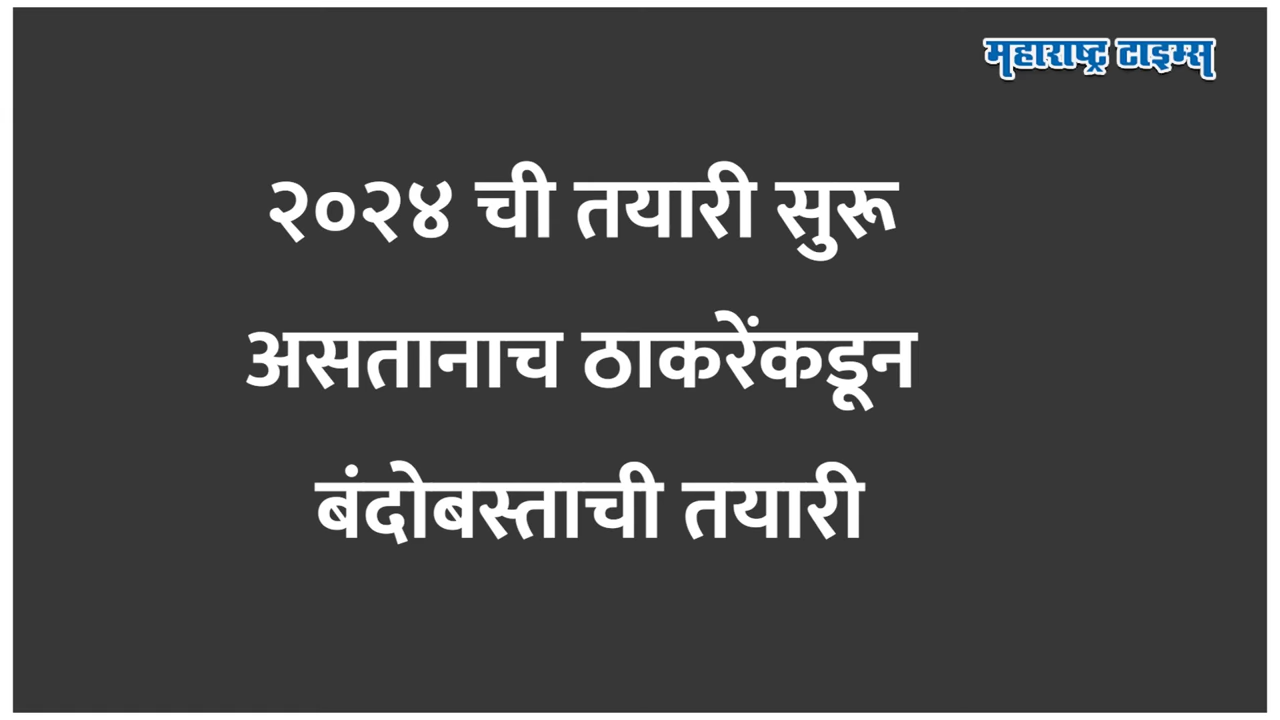 महाराष्ट्र टाइम्स
२०२४ ची तयारी सुरू
असतानाच ठाकरेंकडून
बंदोबस्ताची तयारी